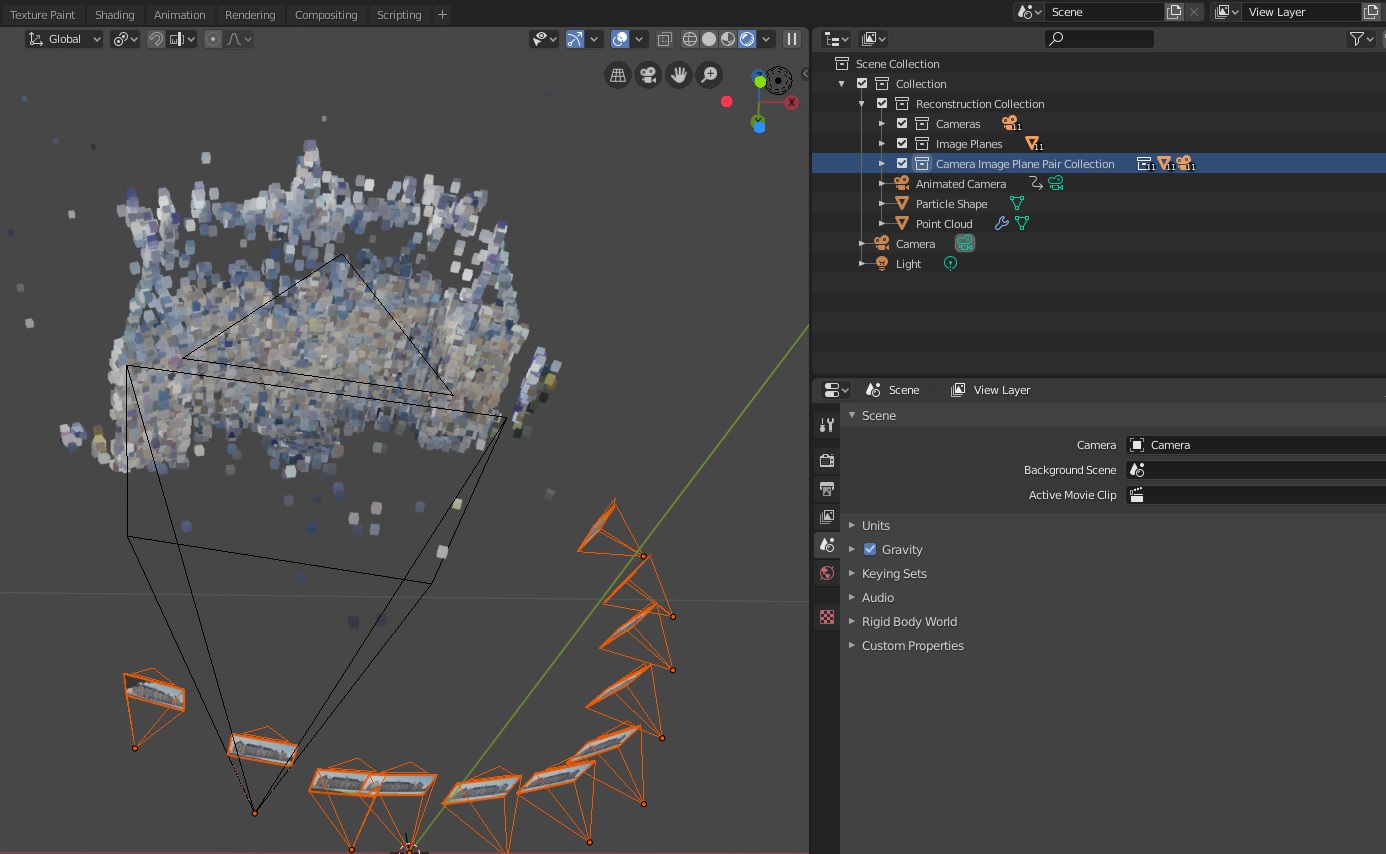 Texture Paint Shading Animation Rendering Compositing Scripting + Scene View Layer
Global
X
Scene Collection
Collection
Reconstruction Collection
Cameras 11
Image Planes 11
Camera Image Plane Pair Collection 11 11 11
Animated Camera
Particle Shape
Point Cloud
Camera
Light
Scene View Layer
Scene
Camera Camera
Background Scene
Active Movie Clip
Units
Gravity
Keying Sets
Audio
Rigid Body World
Custom Properties